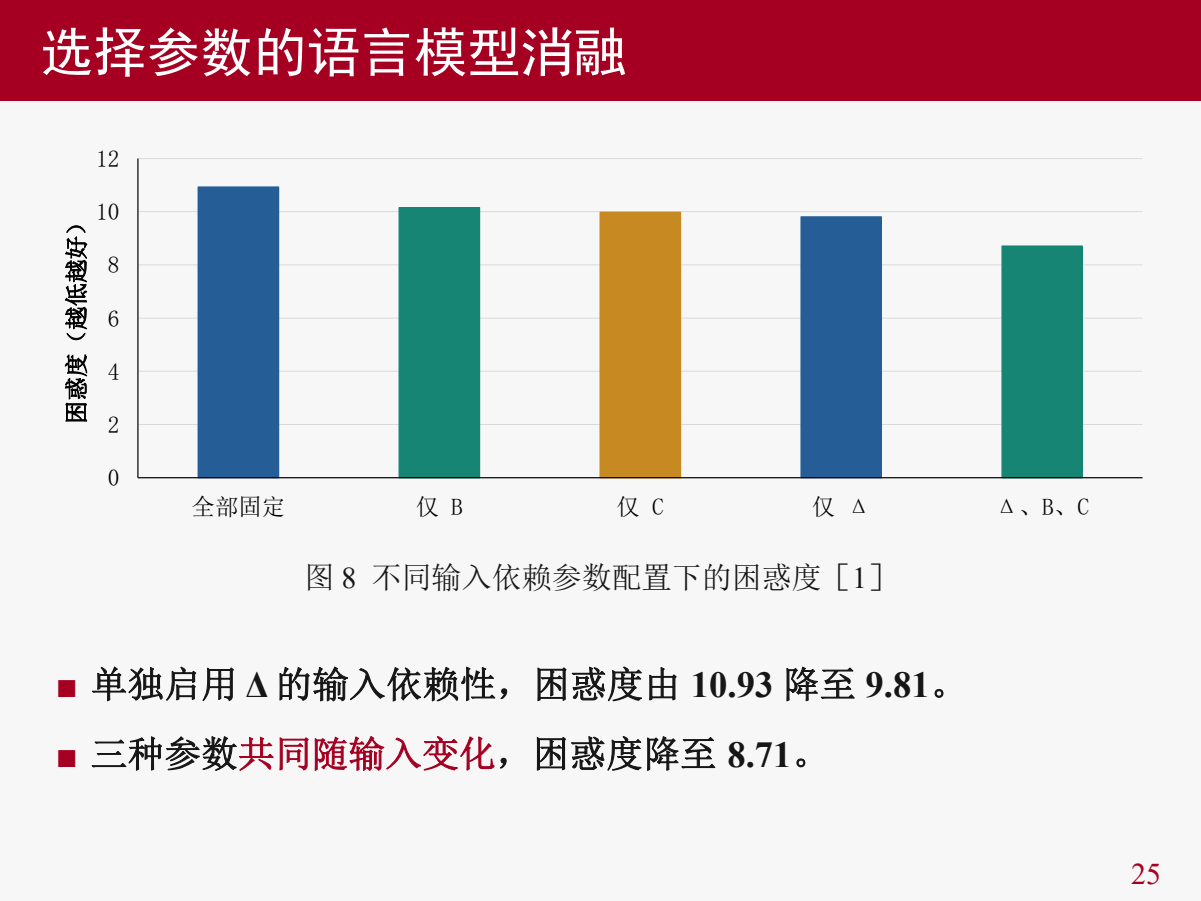 选择参数的语言模型消融
12
10
8
6
4
2
0
困惑度（越低越好）
全部固定 仅 B 仅 C 仅 Δ Δ、B、C
图 8 不同输入依赖参数配置下的困惑度［1］
■ 单独启用 Δ 的输入依赖性，困惑度由 10.93 降至 9.81。
■ 三种参数共同随输入变化，困惑度降至 8.71。
25